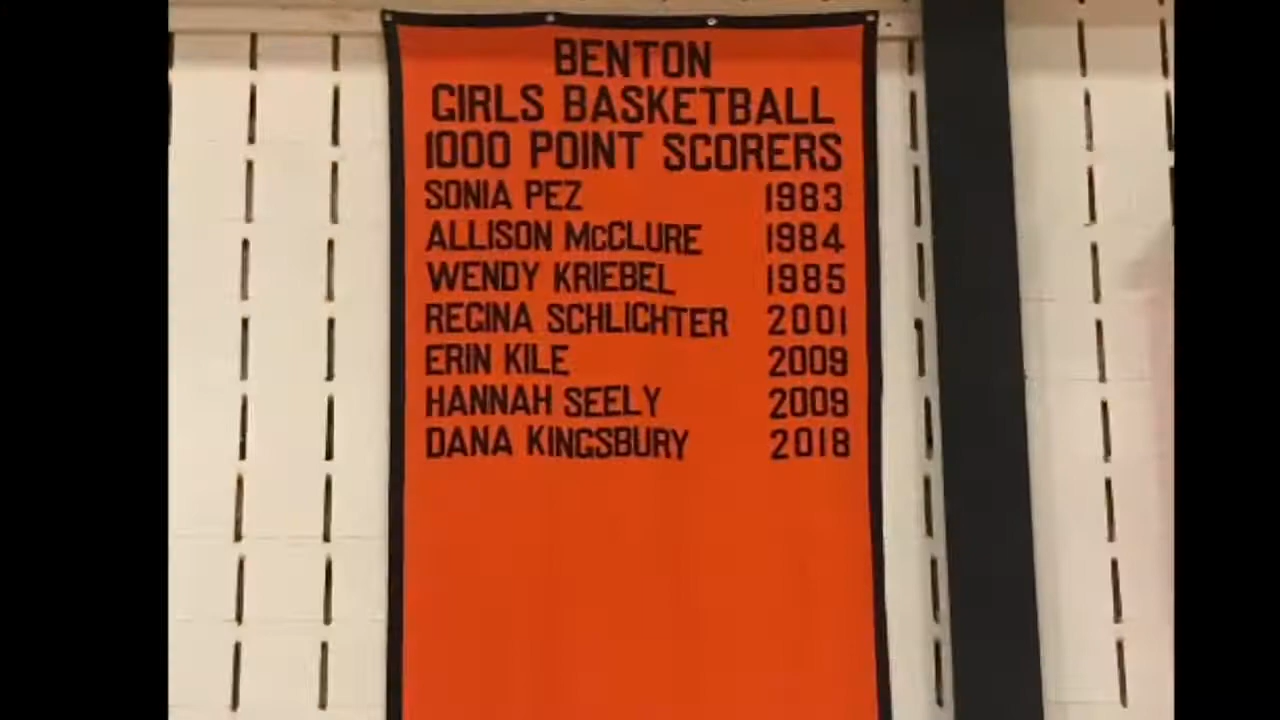 BENTON
GIRLS BASKETBALL
1000 POINT SCORERS
SONIA PEZ 1983
ALLISON McCLURE 1984
WENDY KRIEBEL 1985
REGINA SCHLICHTER 2001
ERIN KILE 2009
HANNAH SEELY 2009
DANA KINGSBURY 2018